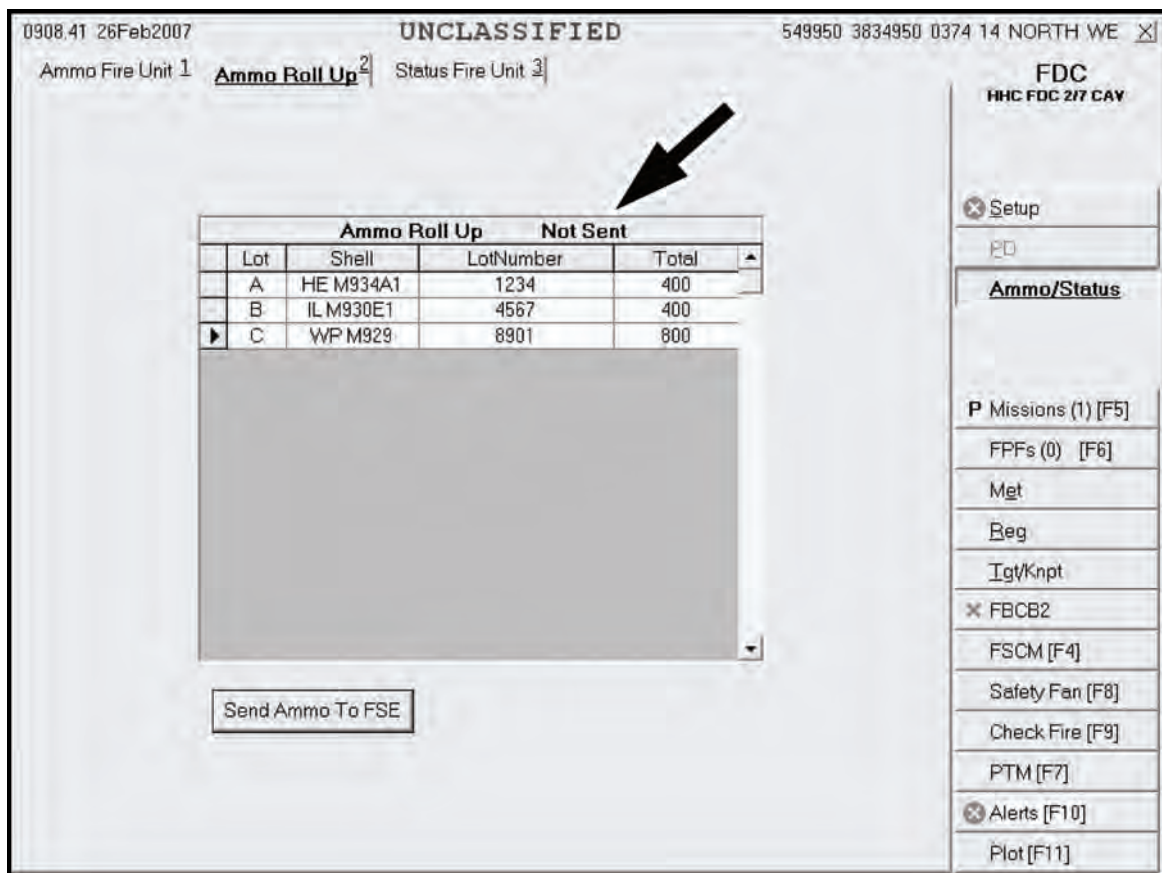 0908.41 26Feb2007 UNCLASSIFIED 549950 3834950 0374 14 NORTH WE X
Ammo Fire Unit 1 Ammo Roll Up 2 Status Fire Unit 3
FDC
HHC FDC 2/7 CAV
Ammo Roll Up Not Sent
Lot Shell LotNumber Total
A HE M934A1 1234 400
B IL M930E1 4567 400
C WP M929 8901 800
Send Ammo To FSE
Setup
PD
Ammo/Status
P Missions (1) [F5]
FPFs (0) [F6]
Met
Reg
Tgt/Knpt
FBCB2
FSCM [F4]
Safety Fan [F8]
Check Fire [F9]
PTM [F7]
Alerts [F10]
Plot [F11]